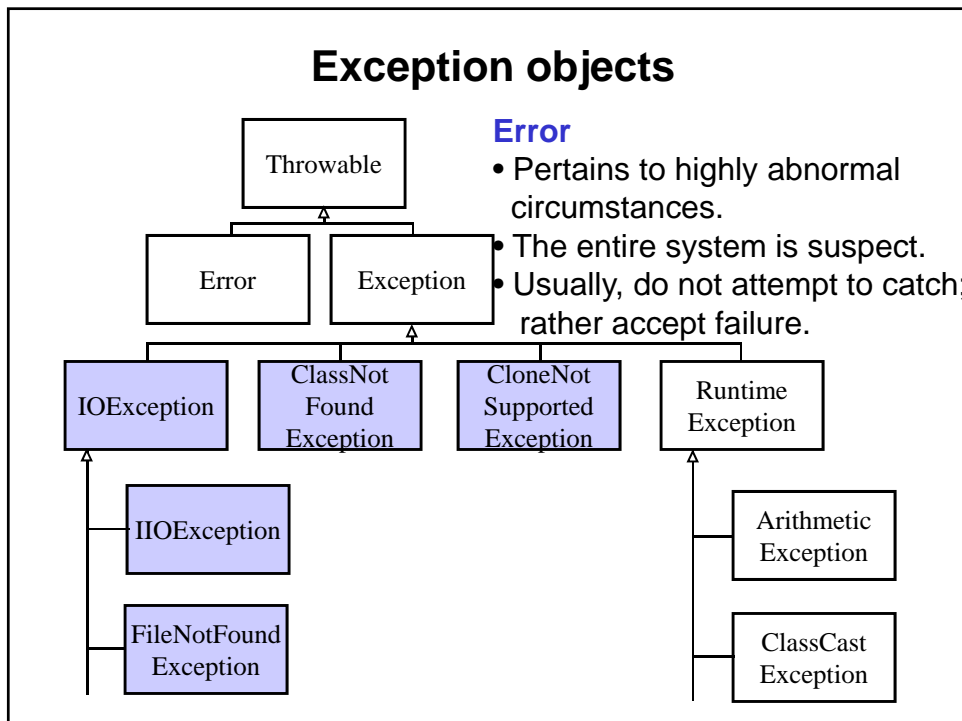 Exception objects
Throwable
Error
• Pertains to highly abnormal
circumstances.
• The entire system is suspect.
• Usually, do not attempt to catch;
rather accept failure.
Error
Exception
IOException
ClassNot
Found
Exception
CloneNot
Supported
Exception
Runtime
Exception
IIOException
Arithmetic
Exception
FileNotFound
Exception
ClassCast
Exception